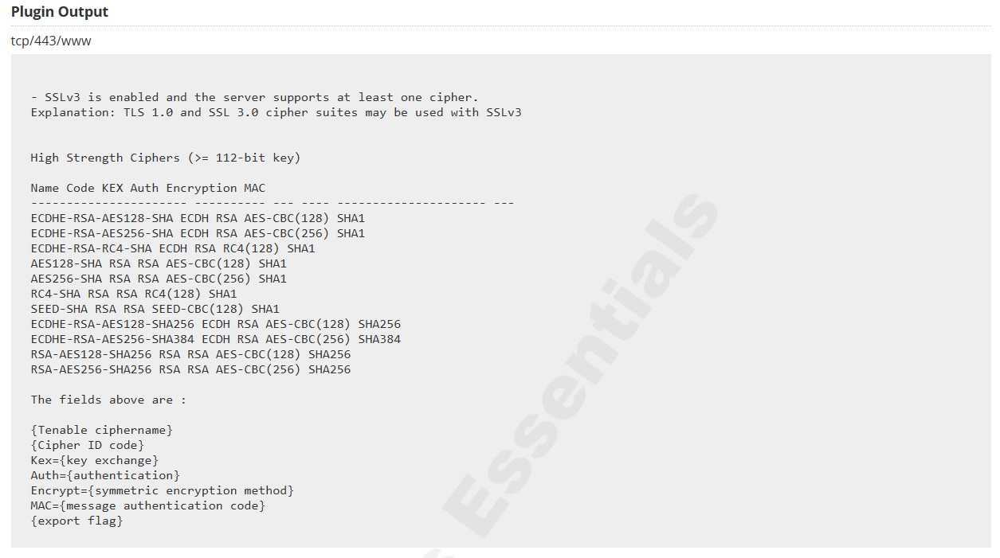 Plugin Output
tcp/443/www
- SSLv3 is enabled and the server supports at least one cipher.
Explanation: TLS 1.0 and SSL 3.0 cipher suites may be used with SSLv3
High Strength Ciphers (>= 112-bit key)
Name Code KEX Auth Encryption MAC
---------------------- ---------- --- ---- --------------------- ---
ECDHE-RSA-AES128-SHA ECDH RSA AES-CBC(128) SHA1
ECDHE-RSA-AES256-SHA ECDH RSA AES-CBC(256) SHA1
ECDHE-RSA-RC4-SHA ECDH RSA RC4(128) SHA1
AES128-SHA RSA RSA AES-CBC(128) SHA1
AES256-SHA RSA RSA AES-CBC(256) SHA1
RC4-SHA RSA RSA RC4(128) SHA1
SEED-SHA RSA RSA SEED-CBC(128) SHA1
ECDHE-RSA-AES128-SHA256 ECDH RSA AES-CBC(128) SHA256
ECDHE-RSA-AES256-SHA384 ECDH RSA AES-CBC(256) SHA384
RSA-AES128-SHA256 RSA RSA AES-CBC(128) SHA256
RSA-AES256-SHA256 RSA RSA AES-CBC(256) SHA256
The fields above are :
{Tenable ciphername}
{Cipher ID code}
Kex={key exchange}
Auth={authentication}
Encrypt={symmetric encryption method}
MAC={message authentication code}
{export flag}
s Essentials